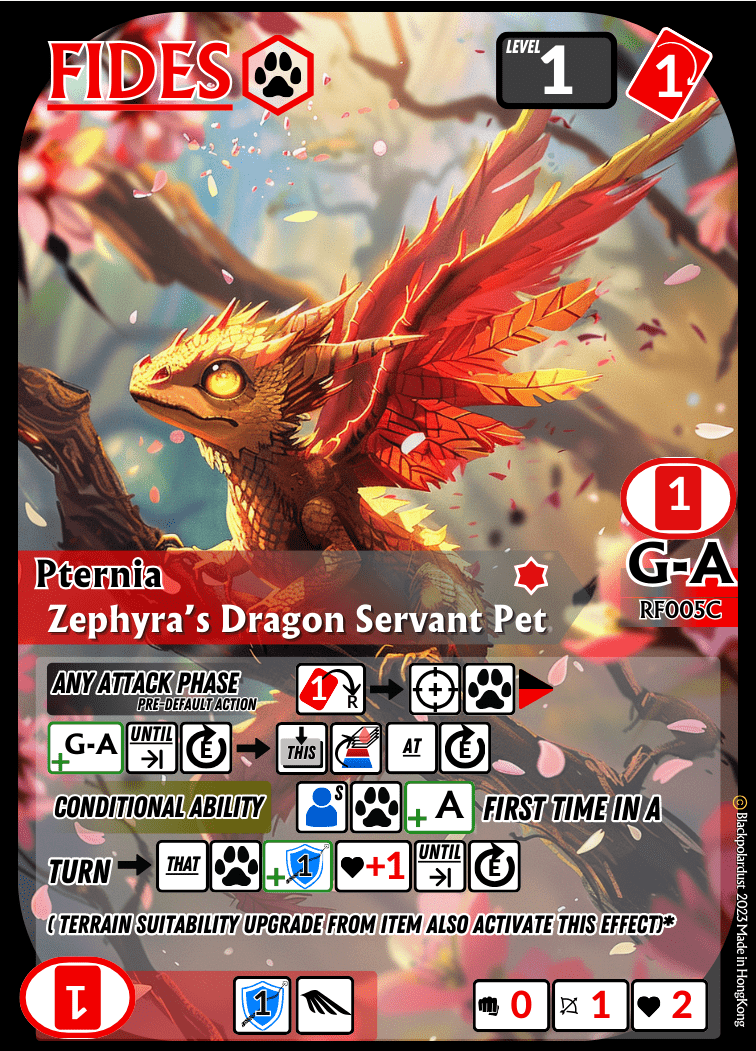 FIDES
LEVEL 1
1
1
G-A
RF005C
Pternia
Zephyra's Dragon Servant Pet
ANY ATTACK PHASE 1 R
PRE-DEFAULT ACTION
+G-A UNTIL E THIS AT E
CONDITIONAL ABILITY S +A FIRST TIME IN A
TURN THAT +1 +1 UNTIL E
( TERRAIN SUITABILITY UPGRADE FROM ITEM ALSO ACTIVATE THIS EFFECT)*
1 1 0 1 2
© Blackpolardust 2023 Made in HongKong